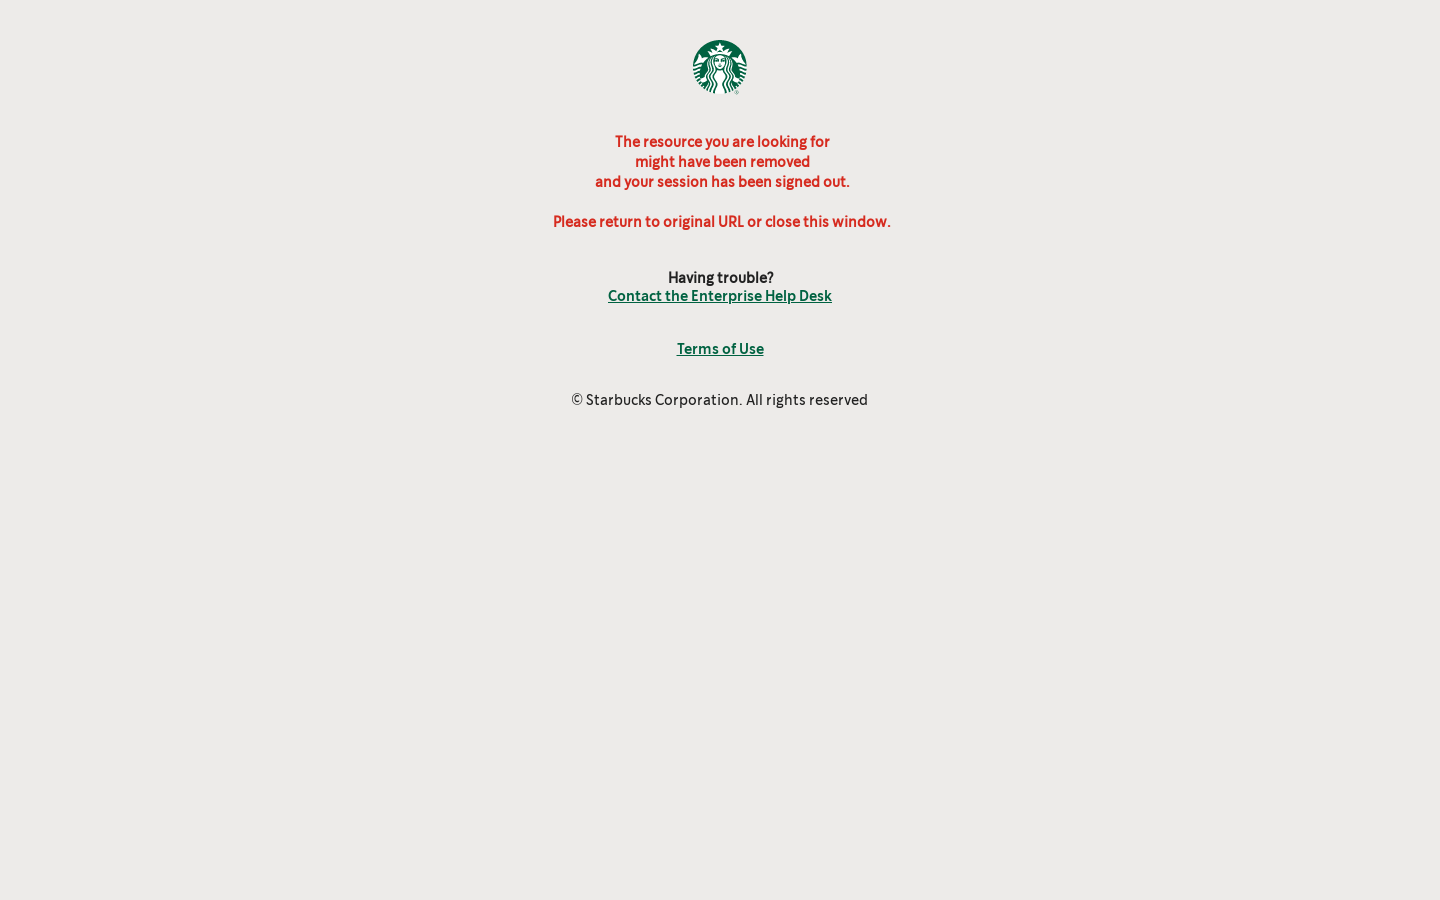 The resource you are looking for
might have been removed
and your session has been signed out.
Please return to original URL or close this window.
Having trouble?
Contact the Enterprise Help Desk
Terms of Use
© Starbucks Corporation. All rights reserved